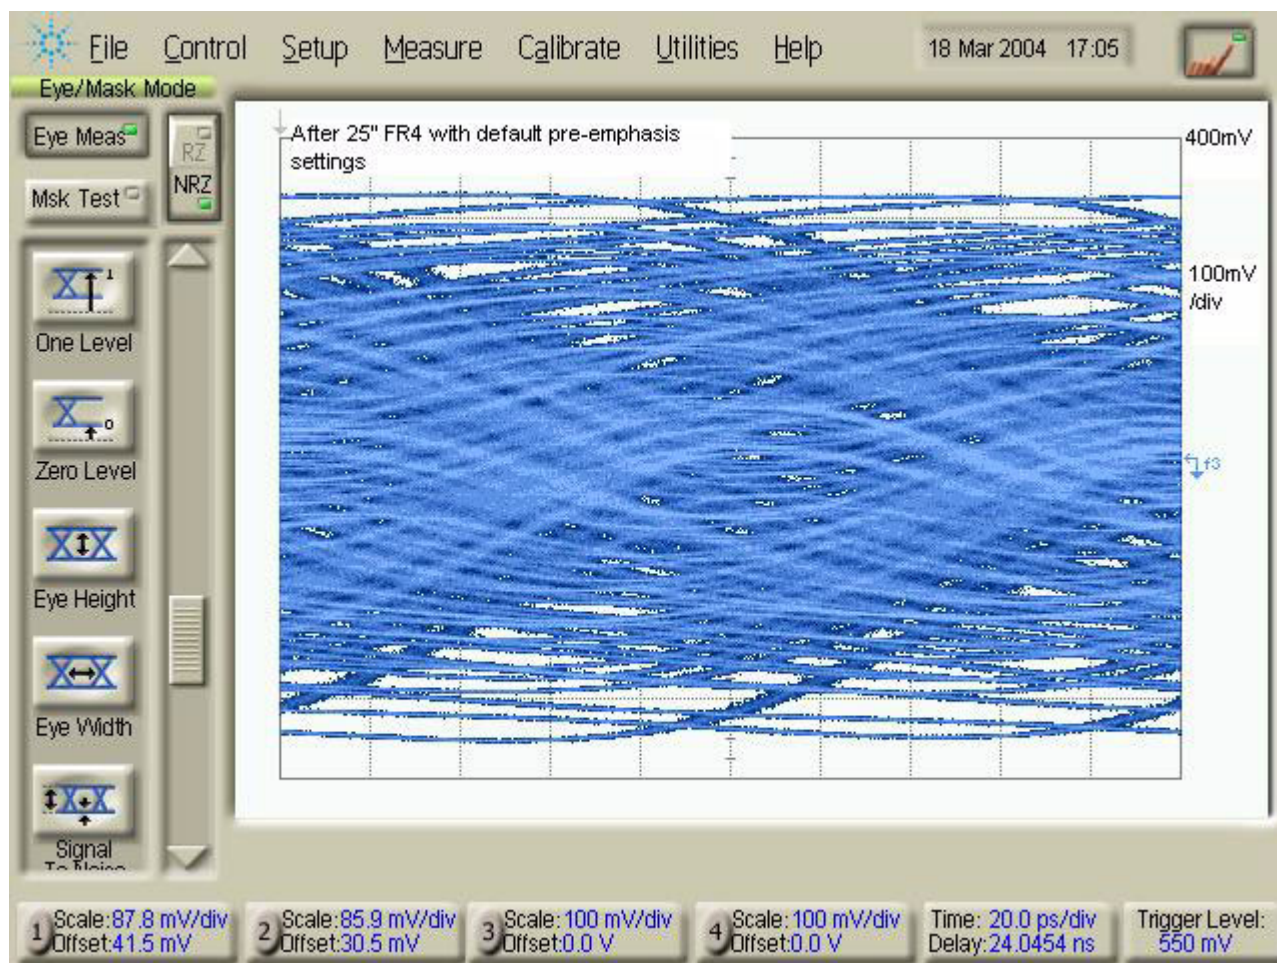 File Control Setup Measure Calibrate Utilities Help 18 Mar 2004 17:05
Eye/Mask Mode
Eye Meas
RZ
NRZ
Msk Test
1
One Level
0
Zero Level
Eye Height
Eye Width
Signal
To Noise
After 25" FR4 with default pre-emphasis
settings
400mV
100mV
/div
f3
1 Scale:87.8 mV/div
Offset:41.5 mV
2 Scale:85.9 mV/div
Offset:30.5 mV
3 Scale:100 mV/div
Offset:0.0 V
4 Scale:100 mV/div
Offset:0.0 V
Time: 20.0 ps/div
Delay:24.0454 ns
Trigger Level:
550 mV